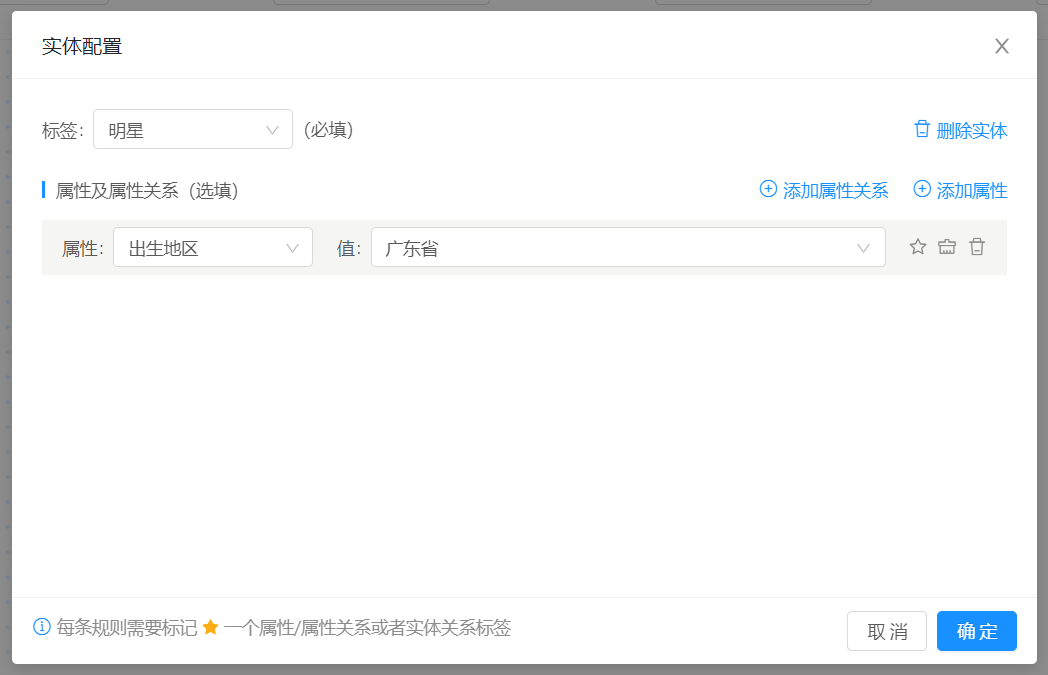 实体配置
标签: 明星 (必填) 删除实体
属性及属性关系 (选填) 添加属性关系 添加属性
属性: 出生地区 值: 广东省
每条规则需要标记 一个属性/属性关系或者实体关系标签
取消 确定